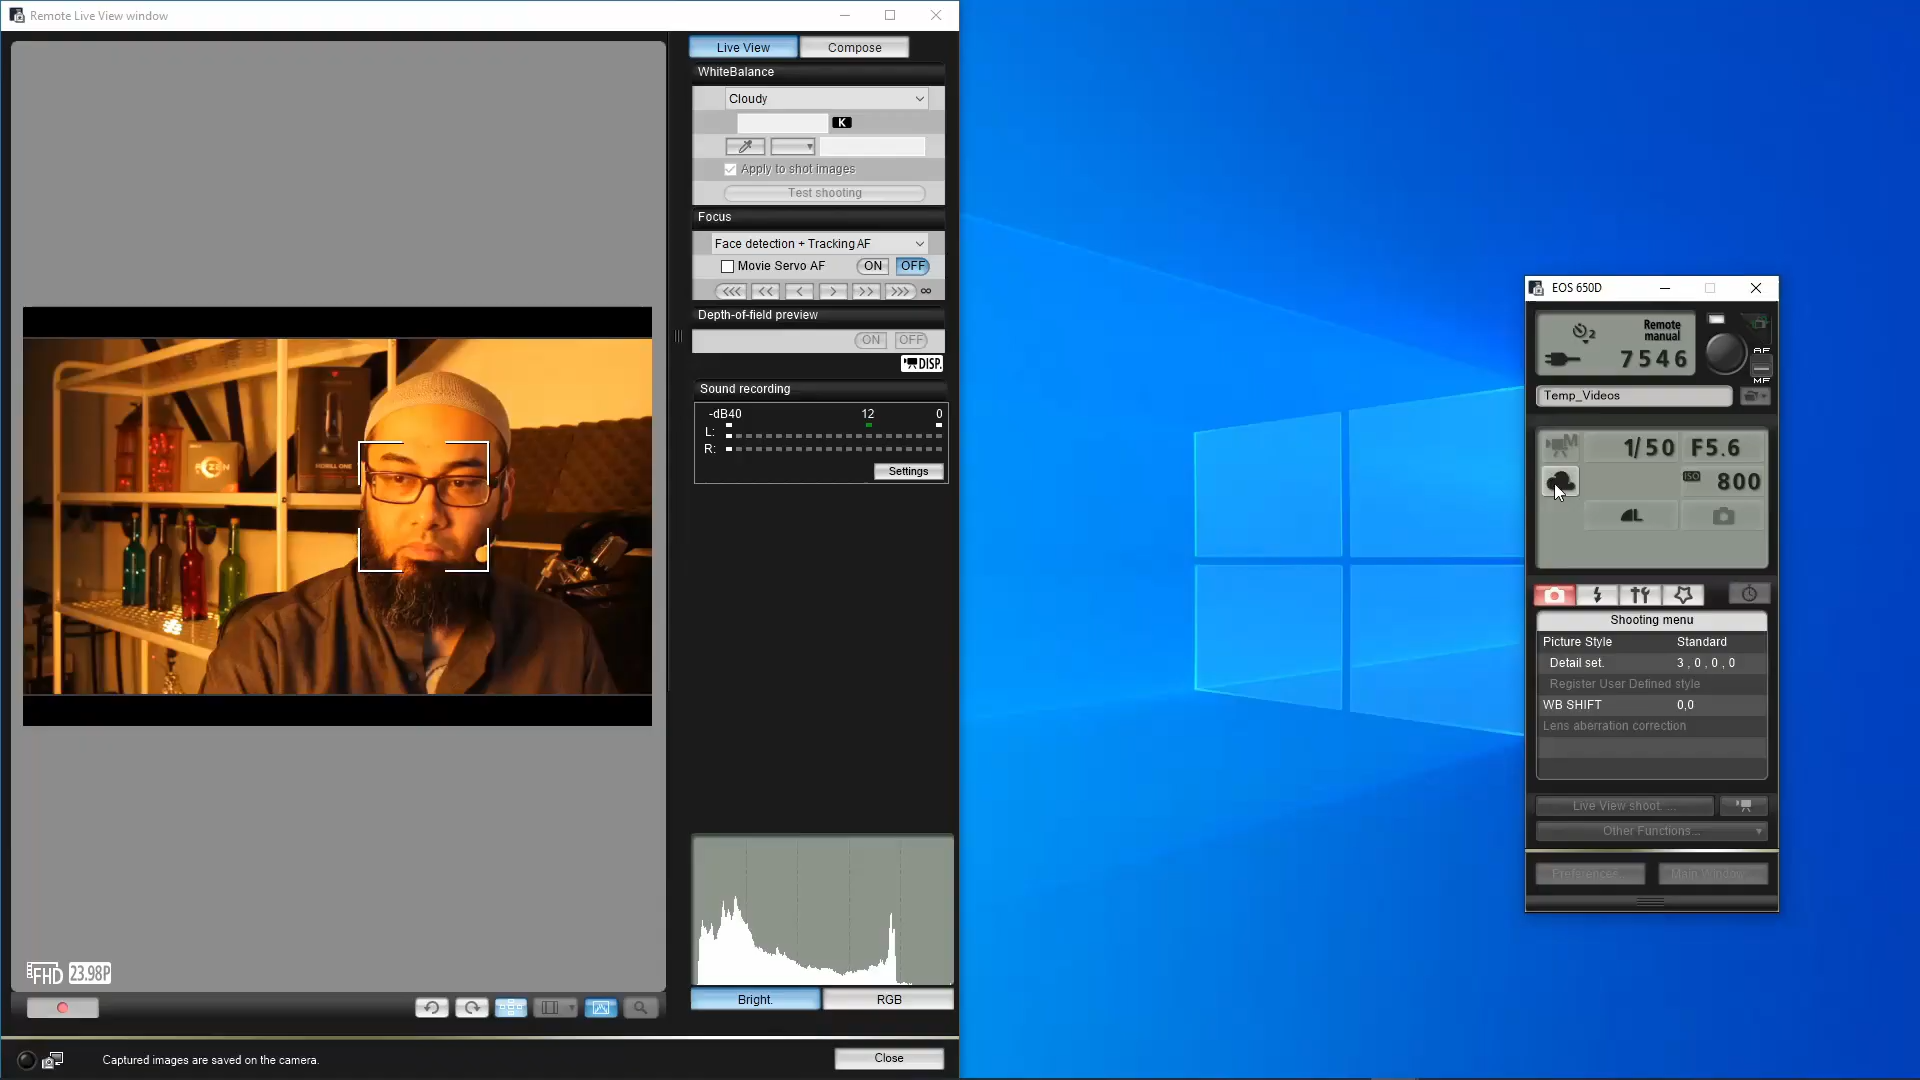 Remote Live View window
Live View
Compose
WhiteBalance
Cloudy
K
Apply to shot images
Test shooting
Focus
Face detection + Tracking AF
Movie Servo AF
ON
OFF
<<<
<<
<
>
>>
>>>
∞
Depth-of-field preview
ON
OFF
DISP.
Sound recording
-dB40 12 0
L:
R:
Settings
RYZEN
FHD 23.98P
Bright.
RGB
Captured images are saved on the camera.
Close
EOS 650D
2
Remote
manual
7546
AF
MF
Temp_Videos
M
1/50
F5.6
ISO
800
L
Shooting menu
Picture Style Standard
Detail set. 3 , 0 , 0 , 0
Register User Defined style
WB SHIFT 0,0
Lens aberration correction
Live View shoot. ...
Other Functions...
Preferences...
Main Window...